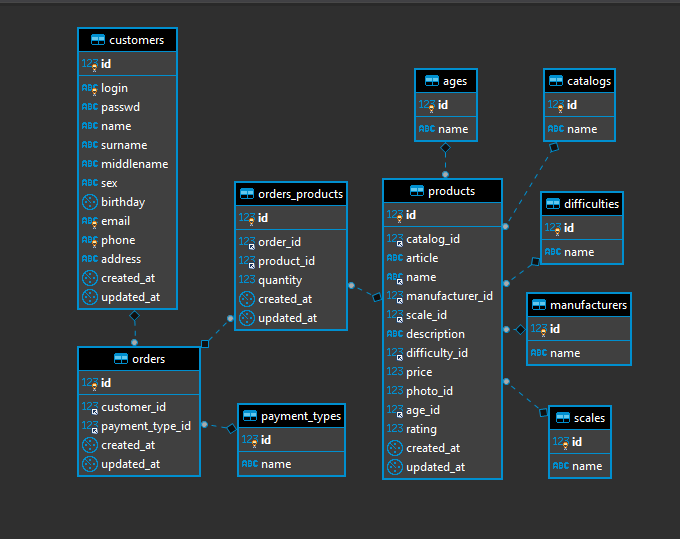 customers
123 id
ABC login
ABC passwd
ABC name
ABC surname
ABC middlename
ABC sex
birthday
ABC email
ABC phone
ABC address
created_at
updated_at
orders
123 id
123 customer_id
123 payment_type_id
created_at
updated_at
orders_products
123 id
123 order_id
123 product_id
123 quantity
created_at
updated_at
payment_types
123 id
ABC name
ages
123 id
ABC name
products
123 id
123 catalog_id
ABC article
ABC name
123 manufacturer_id
123 scale_id
ABC description
123 difficulty_id
123 price
123 photo_id
123 age_id
123 rating
created_at
updated_at
catalogs
123 id
ABC name
difficulties
123 id
ABC name
manufacturers
123 id
ABC name
scales
123 id
ABC name